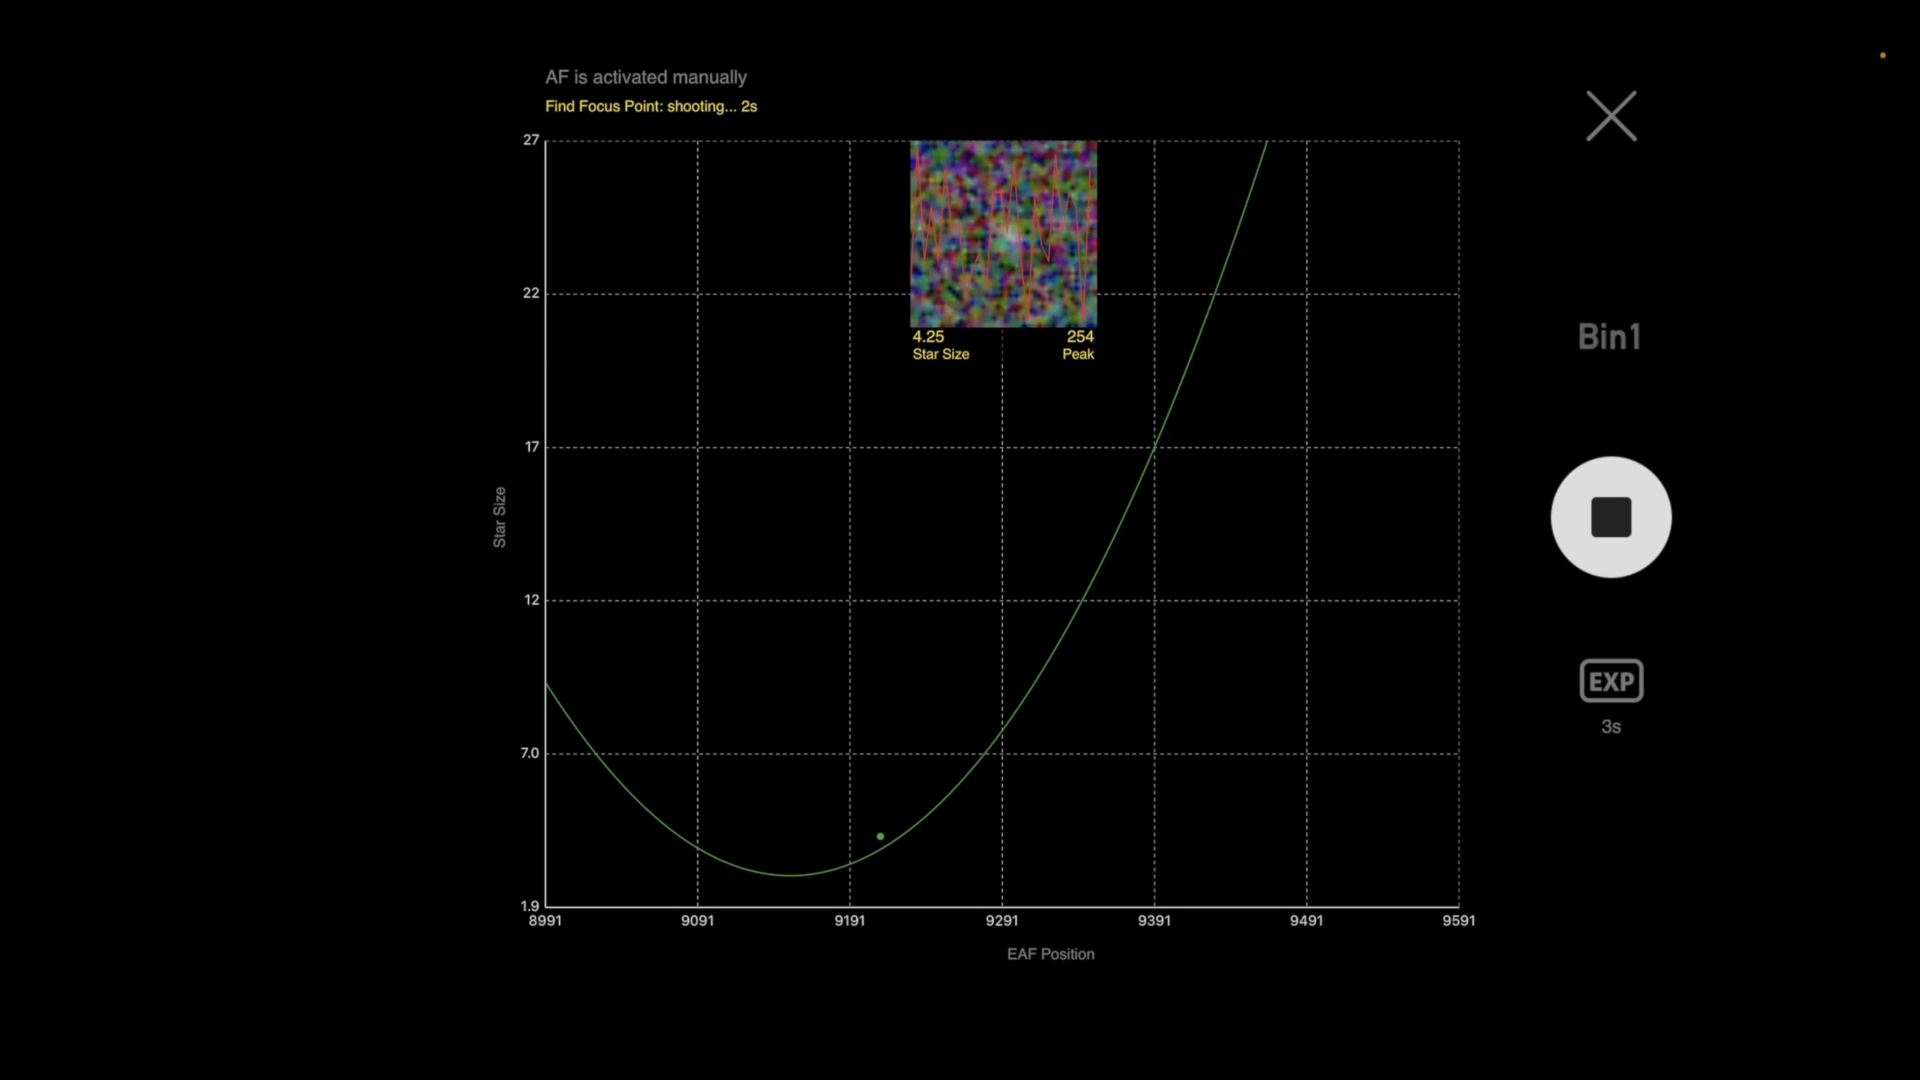 AF is activated manually
Find Focus Point: shooting... 2s
27
22
17
12
7.0
1.9
Star Size
4.25
Star Size
254
Peak
8991 9091 9191 9291 9391 9491 9591
EAF Position
Bin1
EXP
3s